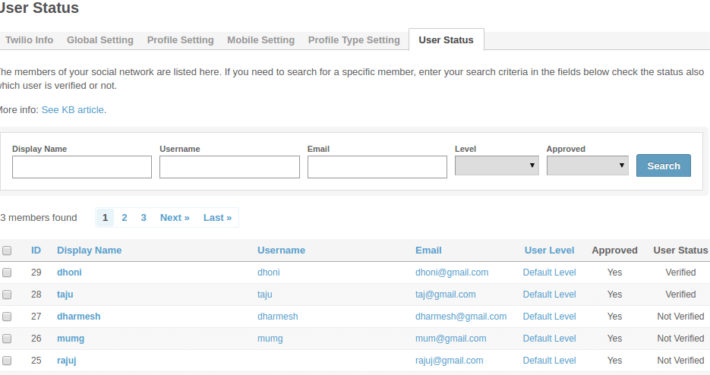 User Status
Twilio Info Global Setting Profile Setting Mobile Setting Profile Type Setting User Status
The members of your social network are listed here. If you need to search for a specific member, enter your search criteria in the fields below check the status also
which user is verified or not.
More info: See KB article.
Display Name Username Email Level Approved
Search
3 members found 1 2 3 Next » Last »
ID Display Name Username Email User Level Approved User Status
29 dhoni dhoni dhoni@gmail.com Default Level Yes Verified
28 taju taju taj@gmail.com Default Level Yes Verified
27 dharmesh dharmesh dharmesh@gmail.com Default Level Yes Not Verified
26 mumg mumg mum@gmail.com Default Level Yes Not Verified
25 rajuj rajuj@gmail.com Default Level Yes Not Verified